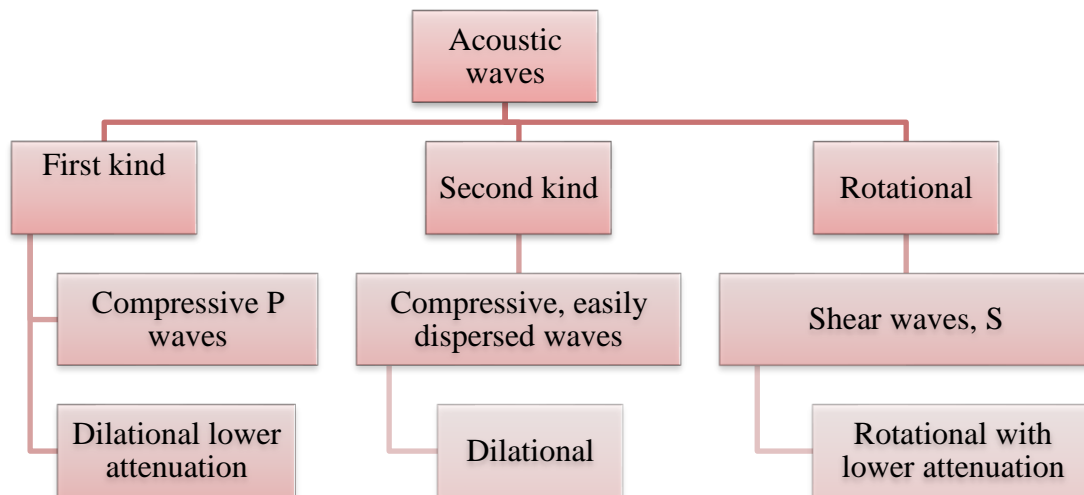 Acoustic
waves
First kind
Second kind
Rotational
Compressive P
waves
Compressive, easily
dispersed waves
Shear waves, S
Dilational lower
attenuation
Dilational
Rotational with
lower attenuation